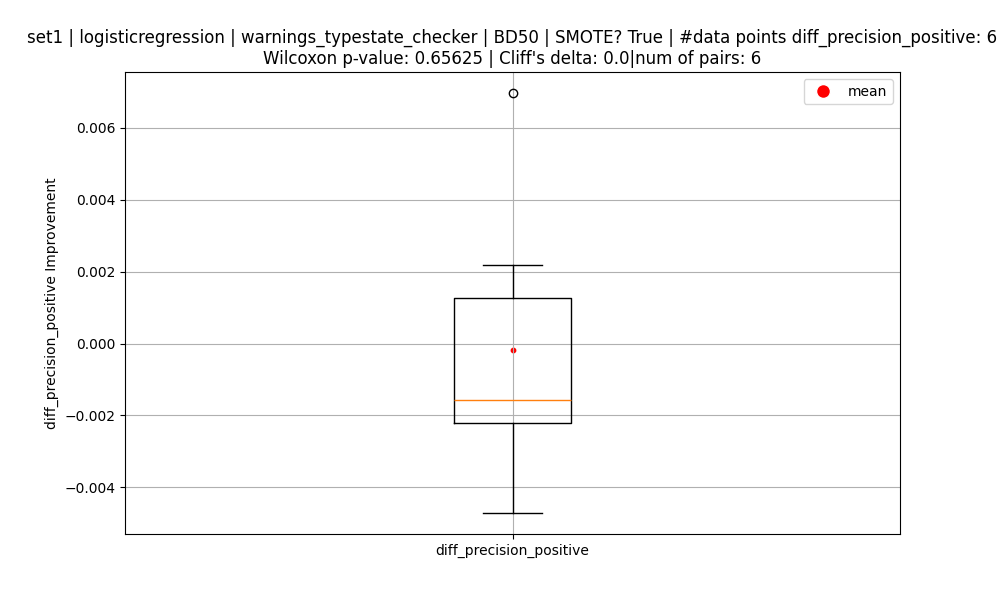 set1 | logisticregression | warnings_typestate_checker | BD50 | SMOTE? True | #data points diff_precision_positive: 6
Wilcoxon p-value: 0.65625 | Cliff's delta: 0.0|num of pairs: 6
mean
0.006
0.004
0.002
0.000
−0.002
−0.004
diff_precision_positive Improvement
diff_precision_positive